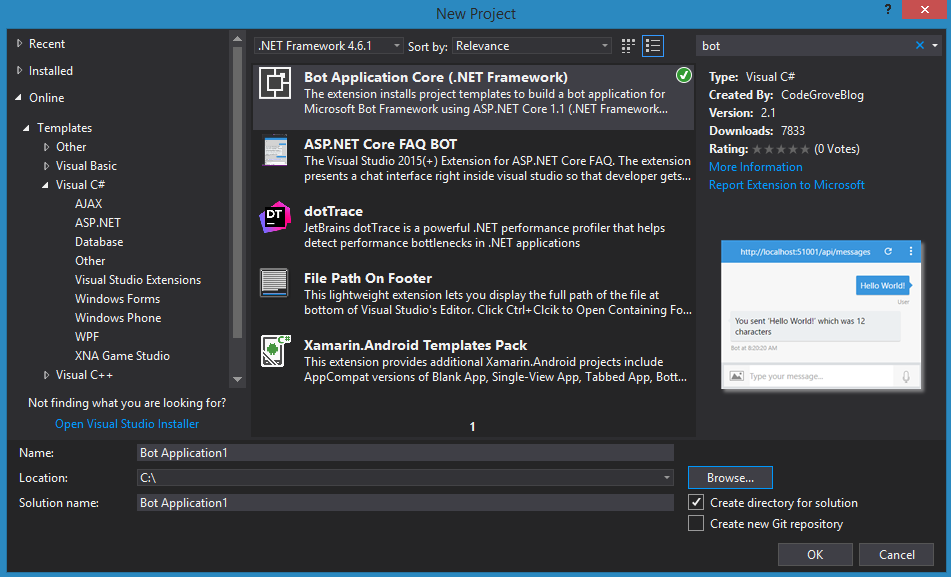 New Project
?
Recent
Installed
Online
Templates
Other
Visual Basic
Visual C#
AJAX
ASP.NET
Database
Other
Visual Studio Extensions
Windows Forms
Windows Phone
WPF
XNA Game Studio
Visual C++
Not finding what you are looking for?
Open Visual Studio Installer
.NET Framework 4.6.1 Sort by: Relevance
Bot Application Core (.NET Framework)
The extension installs project templates to build a bot application for
Microsoft Bot Framework using ASP.NET Core 1.1 (.NET Framework...
ASP.NET Core FAQ BOT
The Visual Studio 2015(+) Extension for ASP.NET Core FAQ. The extension
presents a chat interface right inside visual studio so that developer gets...
DT
dotTrace
JetBrains dotTrace is a powerful .NET performance profiler that helps
detect performance bottlenecks in .NET applications
File Path On Footer
This lightweight extension lets you display the full path of the file at
bottom of Visual Studio's Editor. Click Ctrl+Clcik to Open Containing Fo...
C#
Xamarin.Android Templates Pack
This extension provides additional Xamarin.Android projects include
AppCompat versions of Blank App, Single-View App, Tabbed App, Bott...
1
bot
Type: Visual C#
Created By: CodeGroveBlog
Version: 2.1
Downloads: 7833
Rating: (0 Votes)
More Information
Report Extension to Microsoft
http://localhost:51001/api/messages
Hello World!
User
You sent 'Hello World!' which was 12
characters
Bot at 8:20:20 AM
Type your message...
Name: Bot Application1
Location: C:\
Browse...
Solution name: Bot Application1
Create directory for solution
Create new Git repository
OK Cancel